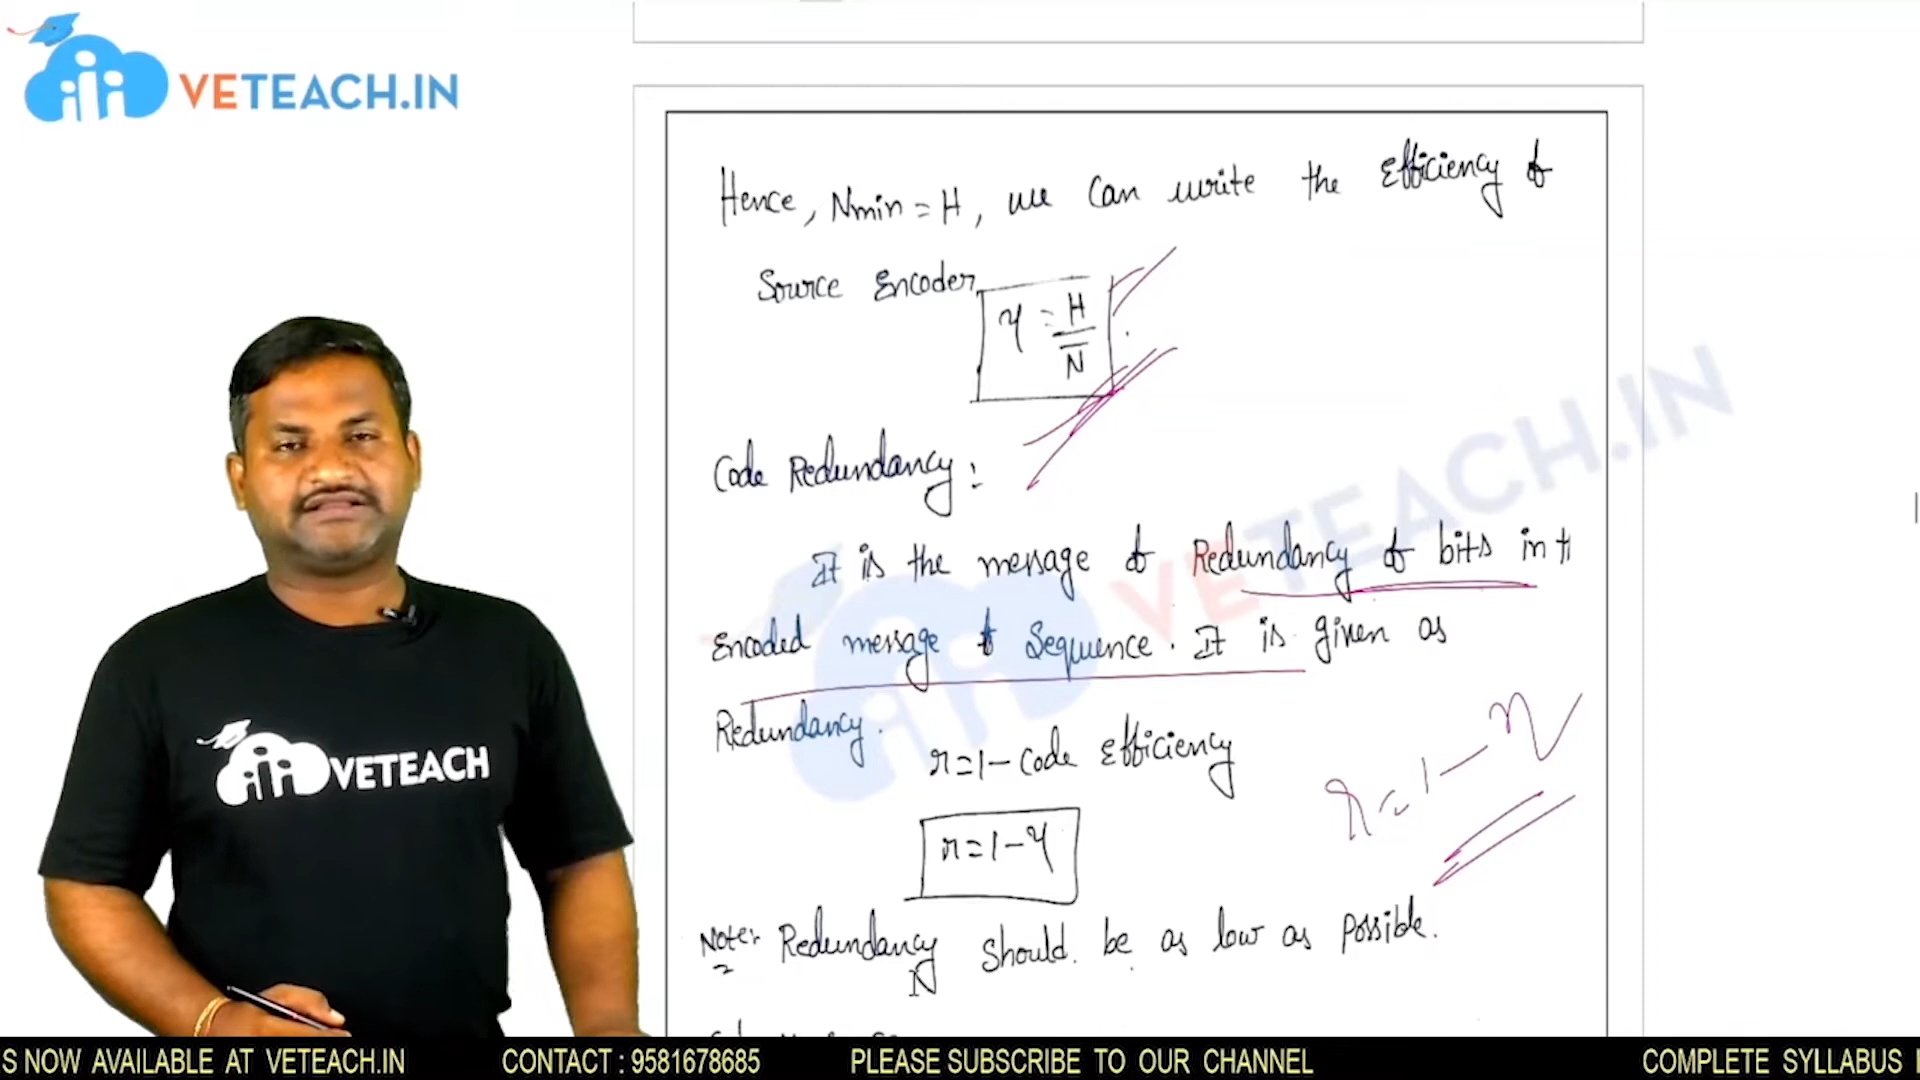 VETEACH.IN
Hence, Nmin = H, we can write the Efficiency of
Source Encoder
η = H / N̅
Code Redundancy:
It is the message of Redundancy of bits in t
Encoded message of Sequence. It is given as
Redundancy.
r = 1 - Code Efficiency
r = 1 - η
r = 1 - η
Note:- Redundancy should be as low as possible.
N
VETEACH.IN
VETEACH
S NOW AVAILABLE AT VETEACH.IN CONTACT : 9581678685 PLEASE SUBSCRIBE TO OUR CHANNEL COMPLETE SYLLABUS